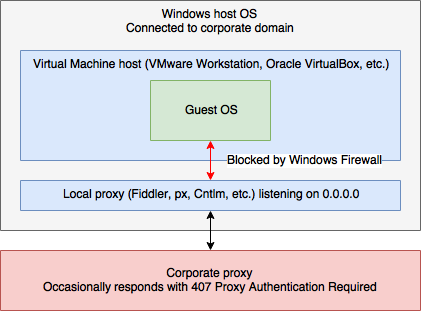 Windows host OS
Connected to corporate domain
Virtual Machine host (VMware Workstation, Oracle VirtualBox, etc.)
Guest OS
Blocked by Windows Firewall
Local proxy (Fiddler, px, Cntlm, etc.) listening on 0.0.0.0
Corporate proxy
Occasionally responds with 407 Proxy Authentication Required